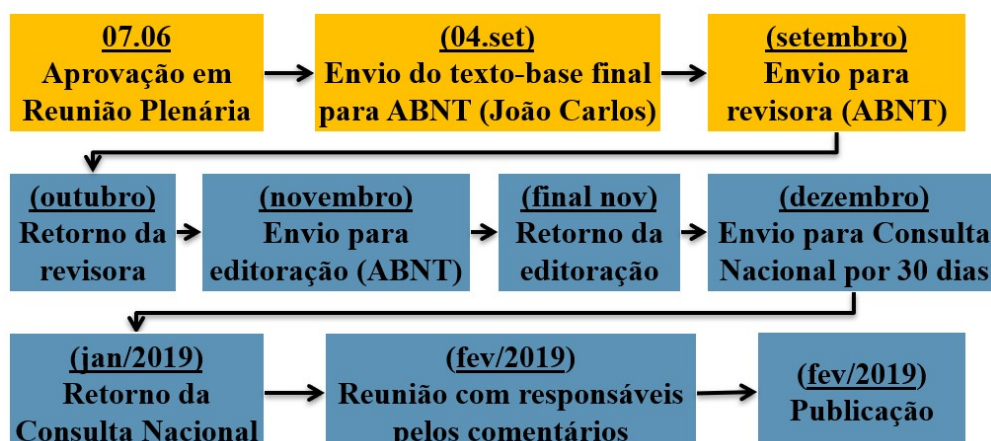 07.06
Aprovação em
Reunião Plenária
(04.set)
Envio do texto-base final
para ABNT (João Carlos)
(setembro)
Envio para
revisora (ABNT)
(outubro)
Retorno da
revisora
(novembro)
Envio para
editoração (ABNT)
(final nov)
Retorno da
editoração
(dezembro)
Envio para Consulta
Nacional por 30 dias
(jan/2019)
Retorno da
Consulta Nacional
(fev/2019)
Reunião com responsáveis
pelos comentários
(fev/2019)
Publicação